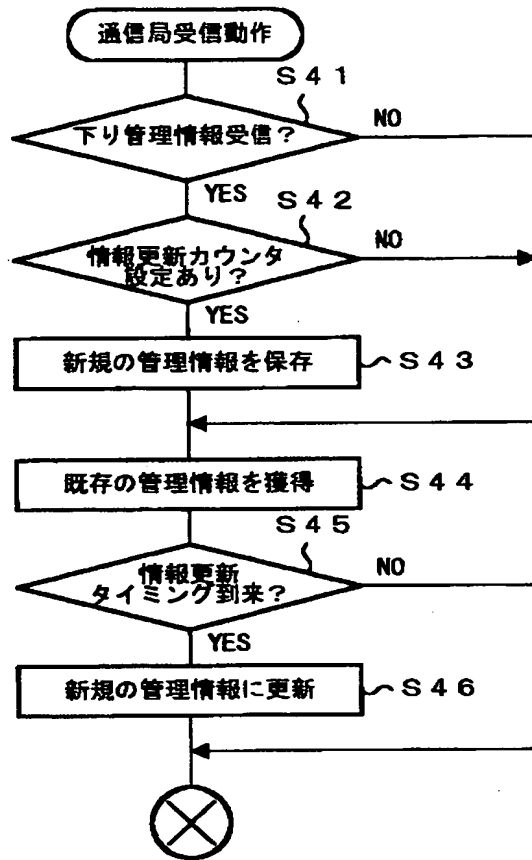 通信局受信動作
S41
下り管理情報受信?
NO
YES
S42
情報更新カウンタ
設定あり?
NO
YES
新規の管理情報を保存
S43
既存の管理情報を獲得
S44
S45
情報更新
タイミング到来?
NO
YES
新規の管理情報に更新
S46